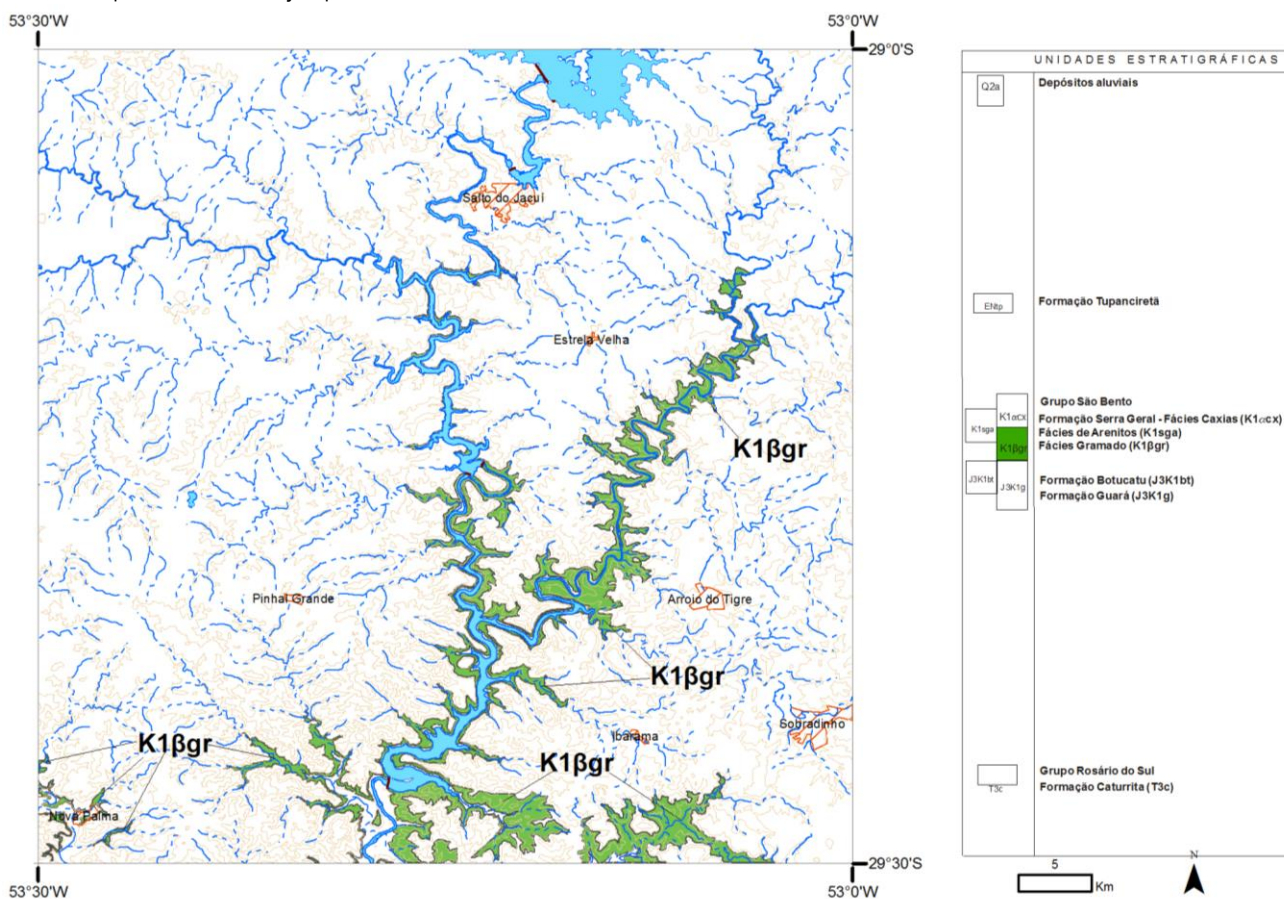 53°30'W
53°0'W
29°0'S
Salto do Jacuí
Estrela Velha
K1βgr
Pinhal Grande
Arroio do Tigre
K1βgr
Sobradinho
Ibarama
K1βgr
K1βgr
Nova Palma
29°30'S
53°30'W
53°0'W
UNIDADES ESTRATIGRÁFICAS
Q2a
Depósitos aluviais
ENtp
Formação Tupanciretã
Grupo São Bento
K1αcx
Formação Serra Geral - Fácies Caxias (K1αcx)
K1sga
Fácies de Arenitos (K1sga)
K1βgr
Fácies Gramado (K1βgr)
J3K1bt
J3K1g
Formação Botucatu (J3K1bt)
Formação Guará (J3K1g)
Grupo Rosário do Sul
T3c
Formação Caturrita (T3c)
5
Km
N